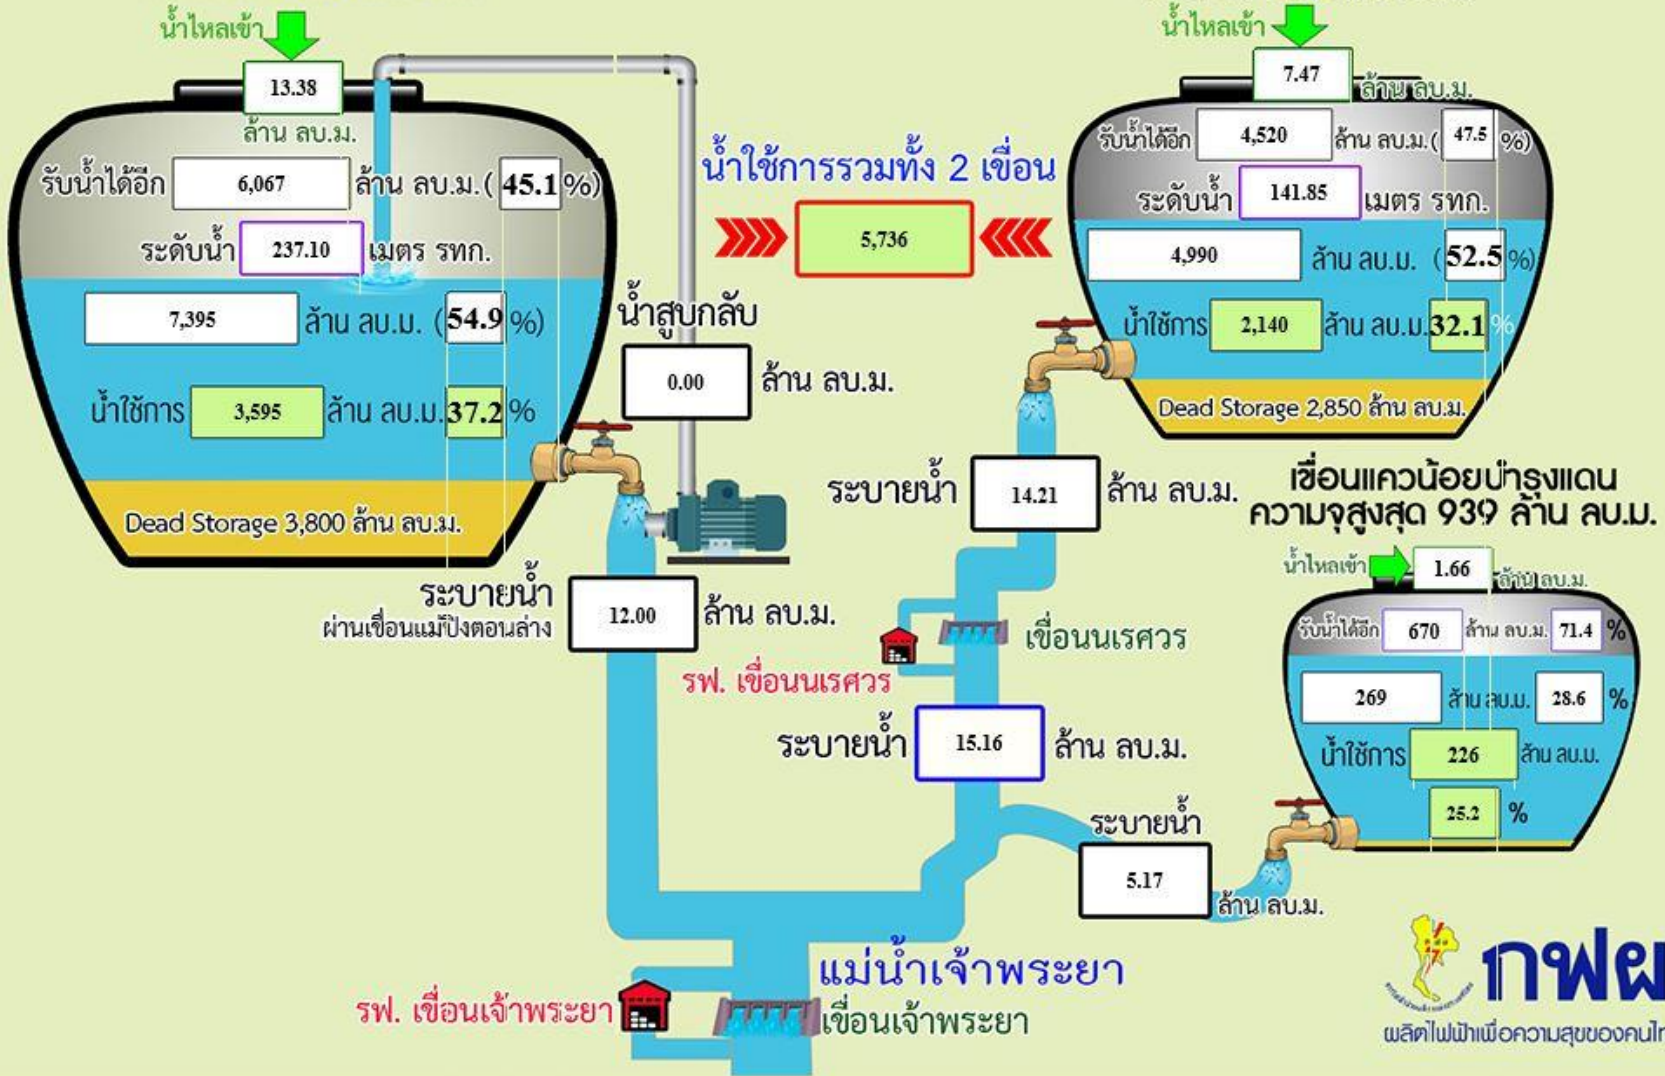 น้ำไหลเข้า
13.38
ล้าน ลบ.ม.
รับน้ำได้อีก 6,067 ล้าน ลบ.ม. ( 45.1 %)
ระดับน้ำ 237.10 เมตร รทก.
7,395 ล้าน ลบ.ม. (54.9 %)
น้ำใช้การ 3,595 ล้าน ลบ.ม. 37.2 %
Dead Storage 3,800 ล้าน ลบ.ม.
น้ำใช้การรวมทั้ง 2 เขื่อน
5,736
น้ำสูบกลับ
0.00 ล้าน ลบ.ม.
ระบายน้ำ
ผ่านเขื่อนแม่ปิงตอนล่าง
12.00 ล้าน ลบ.ม.
น้ำไหลเข้า
7.47 ล้าน ลบ.ม.
รับน้ำได้อีก 4,520 ล้าน ลบ.ม. ( 47.5 %)
ระดับน้ำ 141.85 เมตร รทก.
4,990 ล้าน ลบ.ม. (52.5 %)
น้ำใช้การ 2,140 ล้าน ลบ.ม. 32.1 %
Dead Storage 2,850 ล้าน ลบ.ม.
ระบายน้ำ 14.21 ล้าน ลบ.ม.
เขื่อนนเรศวร
รฟ. เขื่อนนเรศวร
ระบายน้ำ 15.16 ล้าน ลบ.ม.
เขื่อนแควน้อยบำรุงแดน
ความจุสูงสุด 939 ล้าน ลบ.ม.
น้ำไหลเข้า 1.66 ล้าน ลบ.ม.
รับน้ำได้อีก 670 ล้าน ลบ.ม. 71.4 %
269 ล้าน ลบ.ม. 28.6 %
น้ำใช้การ 226 ล้าน ลบ.ม.
25.2 %
ระบายน้ำ
5.17
ล้าน ลบ.ม.
แม่น้ำเจ้าพระยา
รฟ. เขื่อนเจ้าพระยา
เขื่อนเจ้าพระยา
กฟผ
ผลิตไฟฟ้าเพื่อความสุขของคนไท